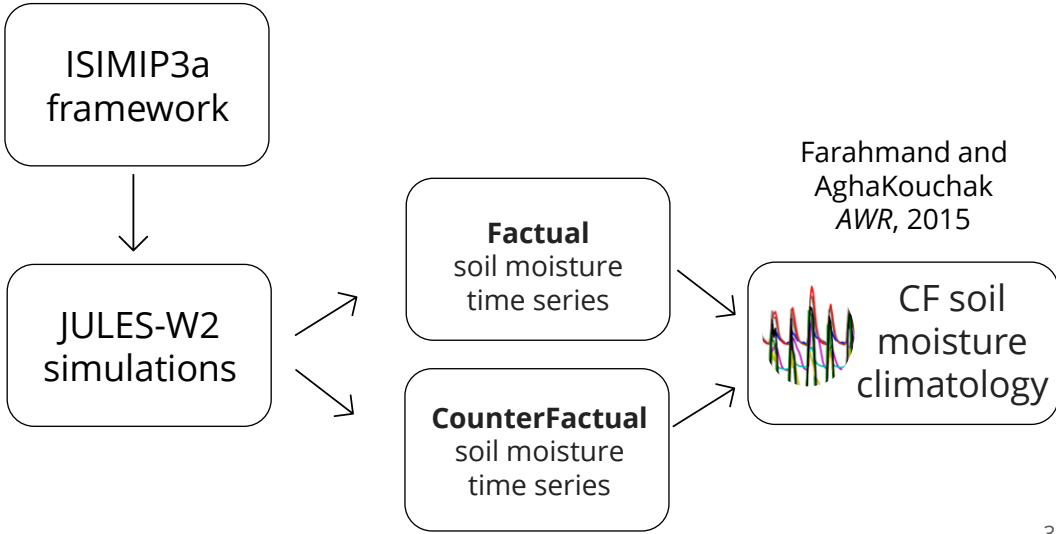 ISIMIP3a
framework
JULES-W2
simulations
Factual
soil moisture
time series
CounterFactual
soil moisture
time series
Farahmand and
AghaKouchak
AWR, 2015
CF soil
moisture
climatology
3